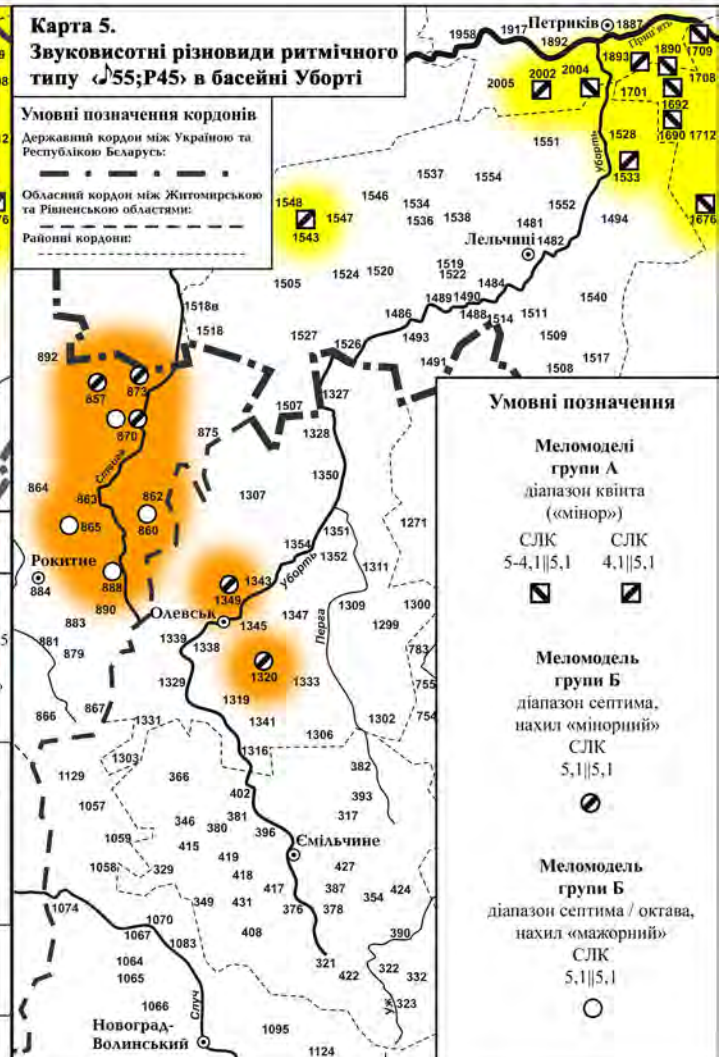 Карта 5.
Звуковисотні різновиди ритмічного
типу ‹♪55;P45› в басейні Уборті
Умовні позначення кордонів
Державний кордон між Україною та
Республікою Бєларусь:
Обласний кордон між Житомирською
та Рівненською областями:
Районні кордони:
Петриків 1887
1958 1917 1892
Прип'ять
1709
1893 1890
2005 2002 2004
1701 1708
1692
1690 1712
1551 1528
Уборть
1533
1537 1554
1548 1546 1534 1552
1547 1536 1538 1481 1494 1676
1543
Лельчиці 1482
1519
1505 1524 1520 1522 1484
1489 1490 1540
1518в 1486 1488 1514 1511
1518 1527 1526 1493 1509
892 1491 1508 1517
857 873 1327
1507
870 875 1328
Ствига
864 863 862 1307 1350
865 860 1351 1271
1354 1352
Рокитне
884 888 1343 Уборть 1311
890 1349 1309 1300
Олевськ 1345 1347 1299
883 1339 1338 Перга
881 879 783
1320 1333 755
1329
866 867 1319 754
1331 1341 1302
1316 1306
1303 382
1129 366
1057 402 393
346 381 317
380 396
1059 415 Ємільчине
419 427
1058 329 418
417 387 424
349 431 354
1074 376 378
1070 408 390
1067 1083
1064 321 322
1065 422 332
1066 Случ Уж 323
Новоград-
Волинський 1095
1124
Умовні позначення
Меломоделі
групи А
діапазон квінта
(«мінор»)
СЛК СЛК
5-4,1||5,1 4,1||5,1
Меломодель
групи Б
діапазон септима,
нахил «мінорний»
СЛК
5,1||5,1
Меломодель
групи Б
діапазон септима / октава,
нахил «мажорний»
СЛК
5,1||5,1